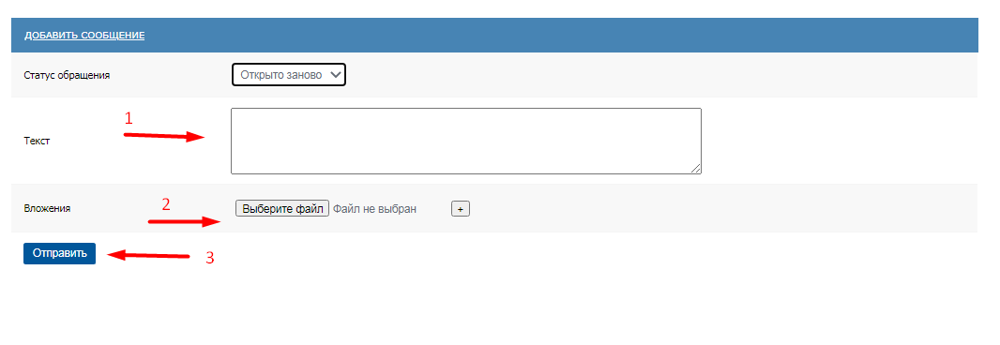 ДОБАВИТЬ СООБЩЕНИЕ
Статус обращения Открыто заново
1
Текст
2
Вложения Выберите файл Файл не выбран +
Отправить 3